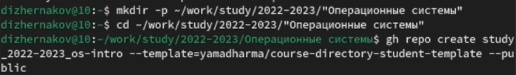 dizhernakov@10:~$ mkdir -p ~/work/study/2022-2023/"Операционные системы"
dizhernakov@10:~$ cd ~/work/study/2022-2023/"Операционные системы"
dizhernakov@10:~/work/study/2022-2023/Операционные системы$ gh repo create study
_2022-2023_os-intro --template=yamadharma/course-directory-student-template --pu
blic